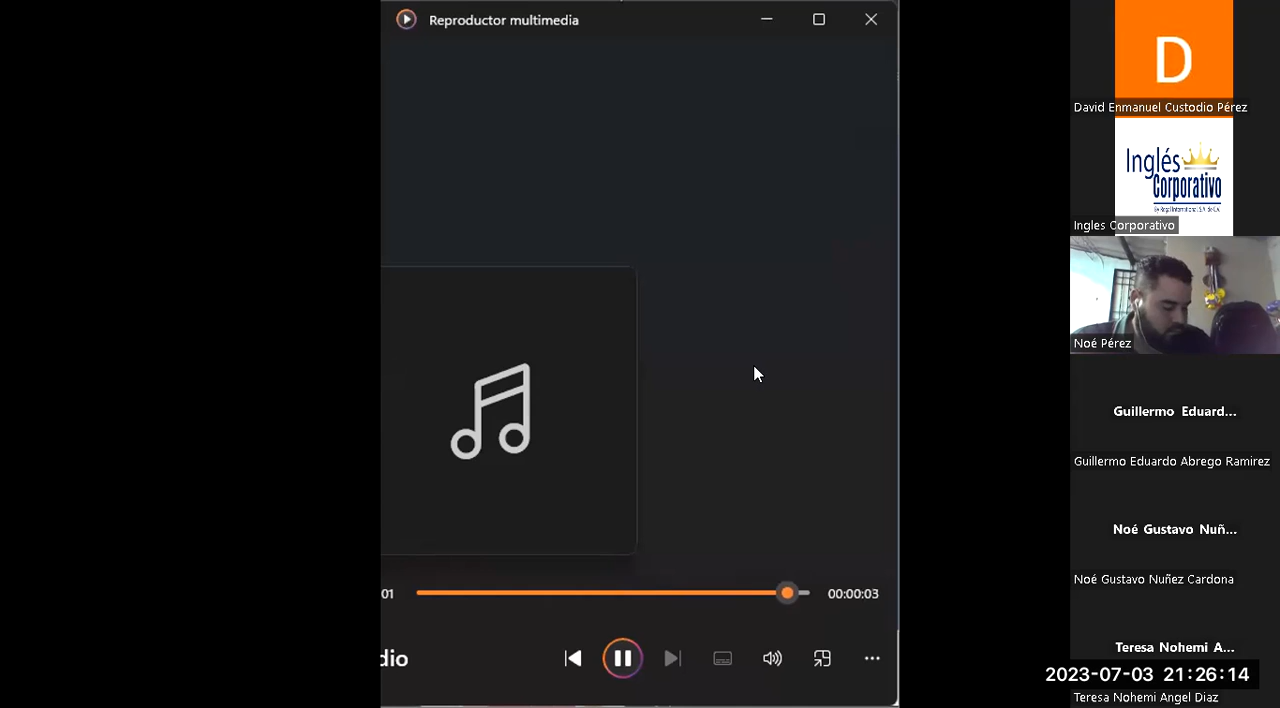 Reproductor multimedia
01
00:00:03
dio
D
David Enmanuel Custodio Pérez
Inglés
Corporativo
Ingles Corporativo
Noé Pérez
Guillermo Eduard...
Guillermo Eduardo Abrego Ramirez
Noé Gustavo Nuñ...
Noé Gustavo Nuñez Cardona
Teresa Nohemi A...
2023-07-03 21:26:14
Teresa Nohemi Angel Diaz